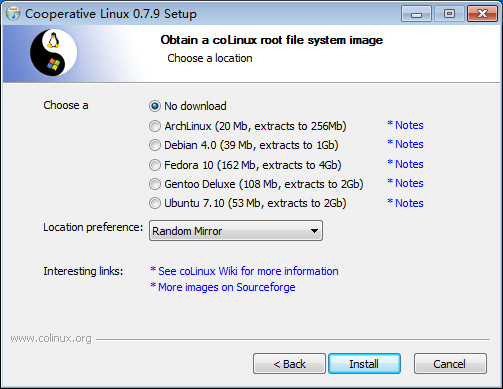 Cooperative Linux 0.7.9 Setup
Obtain a coLinux root file system image
Choose a location
Choose a
No download
ArchLinux (20 Mb, extracts to 256Mb) * Notes
Debian 4.0 (39 Mb, extracts to 1Gb) * Notes
Fedora 10 (162 Mb, extracts to 4Gb) * Notes
Gentoo Deluxe (108 Mb, extracts to 2Gb) * Notes
Ubuntu 7.10 (53 Mb, extracts to 2Gb) * Notes
Location preference: Random Mirror
Interesting links: * See coLinux Wiki for more information
* More images on Sourceforge
www.colinux.org
< Back Install Cancel